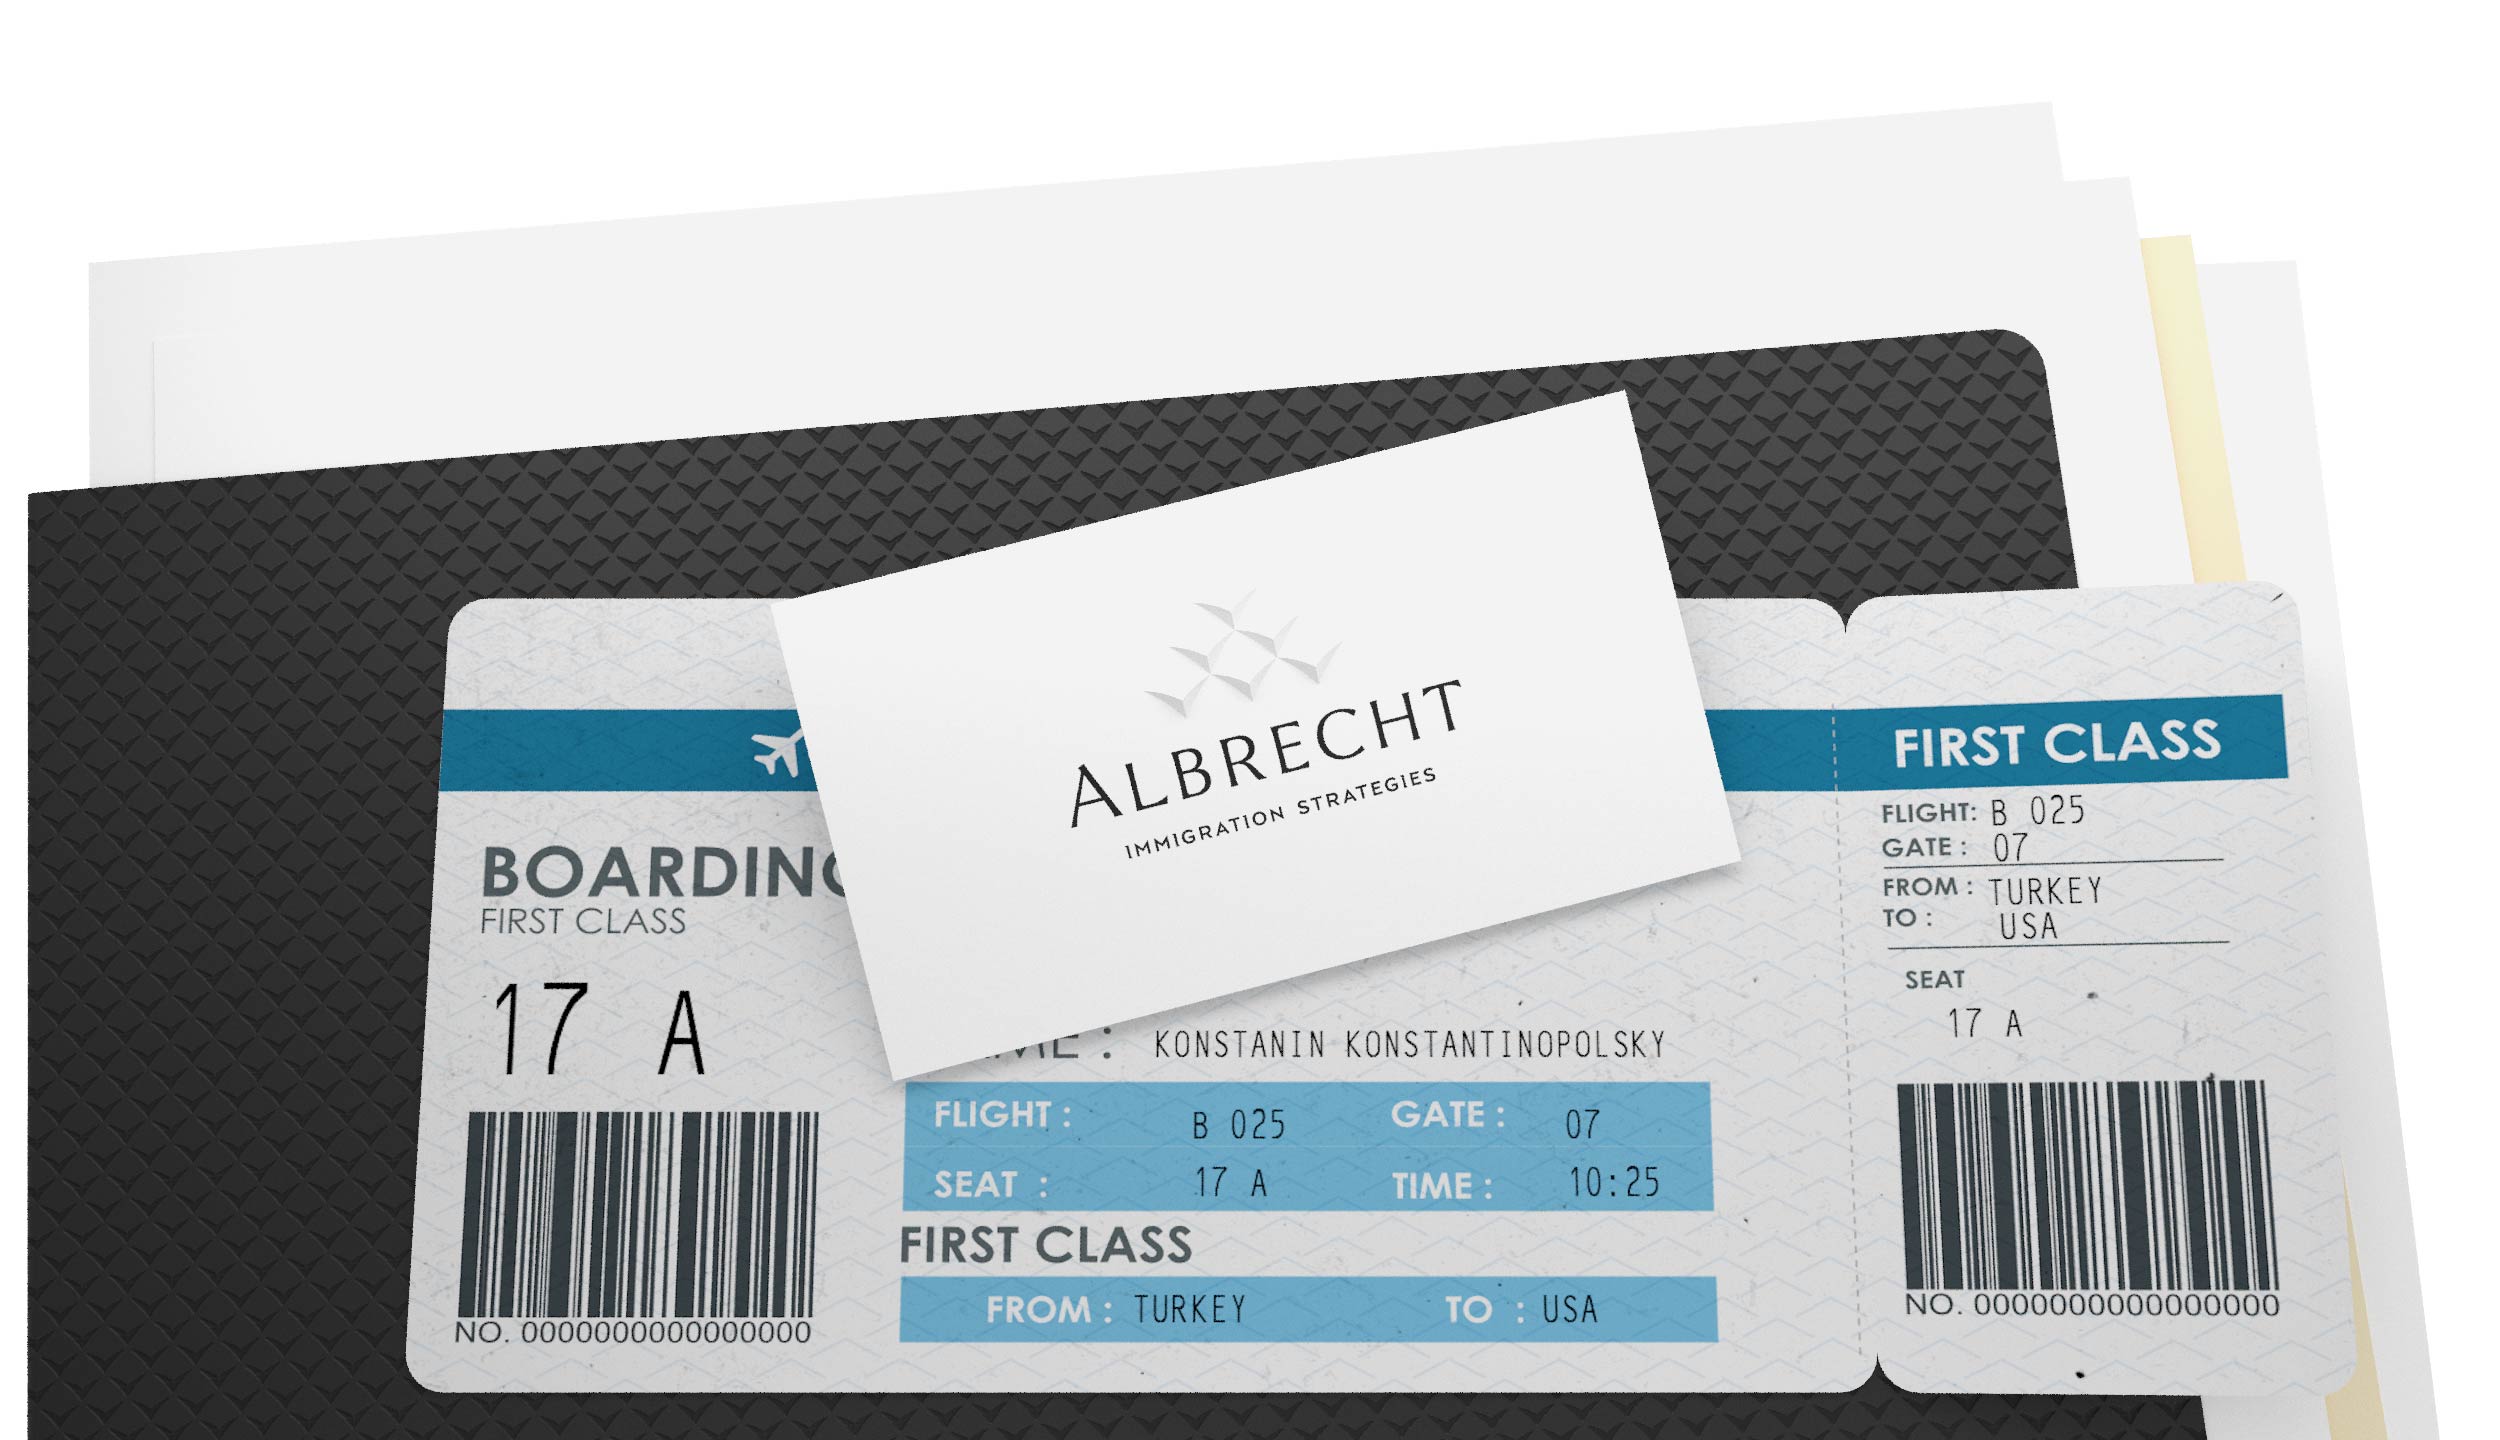 ALBRECHT
IMMIGRATION STRATEGIES
BOARDING
FIRST CLASS
17 A
NO. 0000000000000000
: KONSTANIN KONSTANTINOPOLSKY
FLIGHT : B 025 GATE : 07
SEAT : 17 A TIME : 10:25
FIRST CLASS
FROM : TURKEY TO : USA
FIRST CLASS
FLIGHT: B 025
GATE : 07
FROM : TURKEY
TO : USA
SEAT
17 A
NO. 0000000000000000